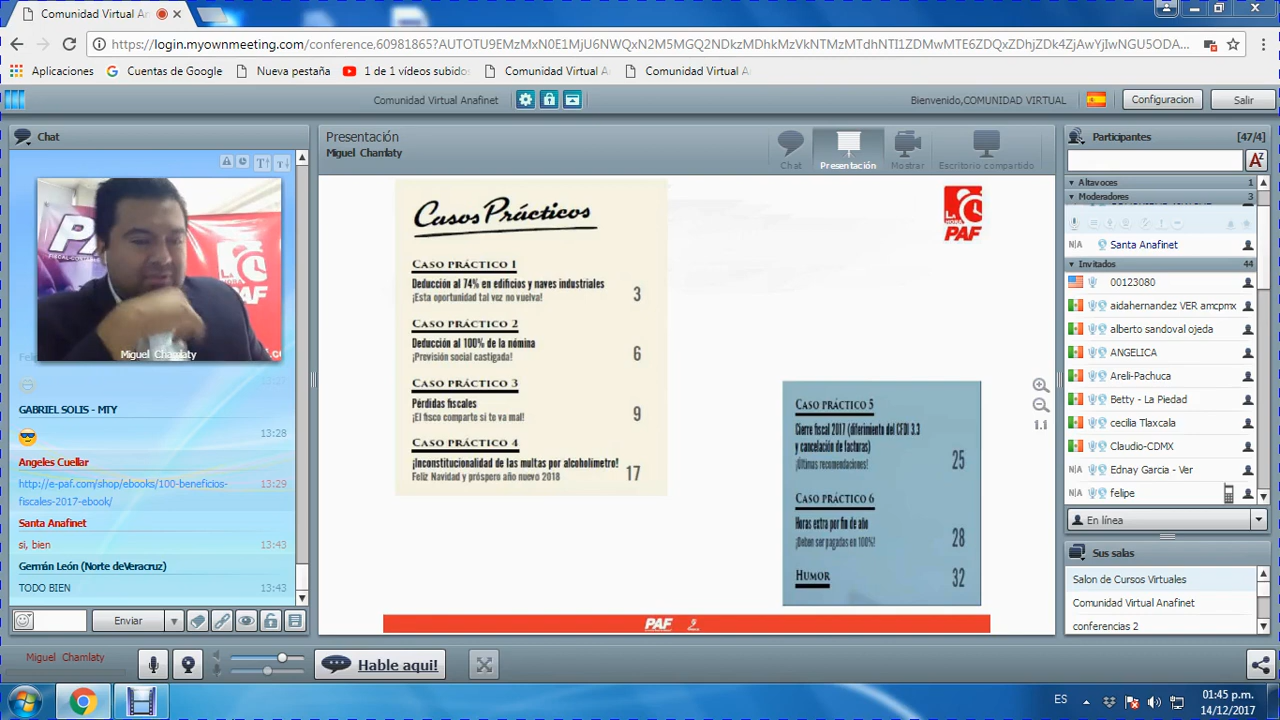 Comunidad Virtual An
https://login.myownmeeting.com/conference,60981865?AUTOTU9EMzMxN0E1MjU6NWQxN2M5MGQ2NDkzMDhkMzVkNTMzMTdhNTI1ZDMwMTE6ZDQxZDhjZDk4ZjAwYjIwNGU5ODA...
Aplicaciones
Cuentas de Google
Nueva pestaña
1 de 1 vídeos subidos
Comunidad Virtual A
Comunidad Virtual A
Comunidad Virtual Anafinet
Bienvenido,COMUNIDAD VIRTUAL
Configuracion
Salir
Chat
Miguel Chamlaty
13:27
GABRIEL SOLIS - MTY
13:28
Angeles Cuellar
http://e-paf.com/shop/ebooks/100-beneficios-
13:29
fiscales-2017-ebook/
Santa Anafinet
si, bien
13:43
Germán León (Norte deVeracruz)
TODO BIEN
13:43
Enviar
Presentación
Miguel Chamlaty
Chat
Presentación
Mostrar
Escritorio compartido
Casos Prácticos
CASO PRÁCTICO 1
Deducción al 74% en edificios y naves industriales
¡Esta oportunidad tal vez no vuelva!
3
CASO PRÁCTICO 2
Deducción al 100% de la nómina
¡Previsión social castigada!
6
CASO PRÁCTICO 3
Pérdidas fiscales
¡El fisco comparte si te va mal!
9
CASO PRÁCTICO 4
¡Inconstitucionalidad de las multas por alcoholímetro!
Feliz Navidad y próspero año nuevo 2018
17
LA HORA
PAF
CASO PRÁCTICO 5
Cierre fiscal 2017 (diferimiento del CFDI 3.3
y cancelación de facturas)
¡Últimas recomendaciones!
25
CASO PRÁCTICO 6
Horas extra por fin de año
¿Deben ser pagadas en 100%?
28
HUMOR
32
PAF
1.1
Participantes
[47/4]
Altavoces
1
Moderadores
3
N/A
Santa Anafinet
Invitados
44
00123080
aidahernandez VER amcpmx
alberto sandoval ojeda
ANGELICA
Areli-Pachuca
Betty - La Piedad
cecilia Tlaxcala
Claudio-CDMX
N/A
Ednay Garcia - Ver
N/A
felipe
En línea
Sus salas
Salon de Cursos Virtuales
Comunidad Virtual Anafinet
conferencias 2
Miguel Chamlaty
Hable aqui!
ES
01:45 p.m.
14/12/2017